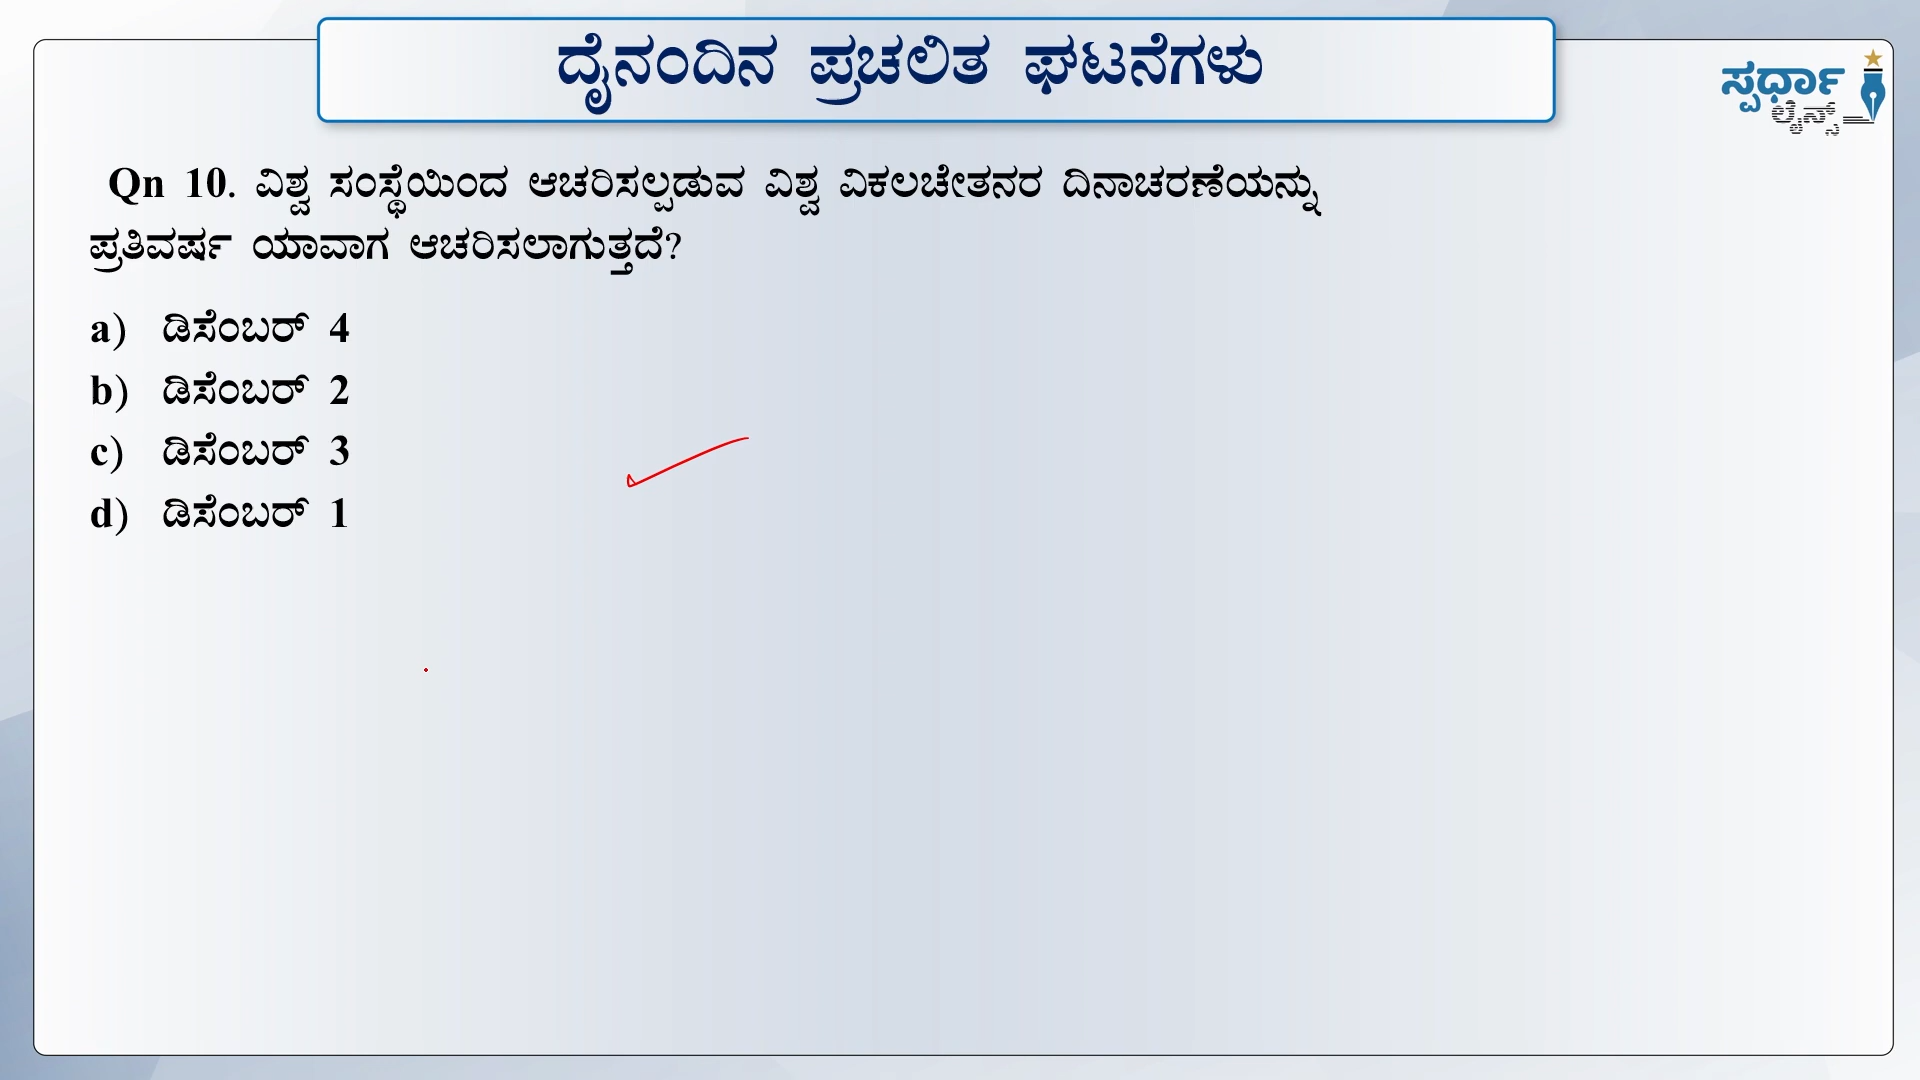 ದೈನಂದಿನ ಪ್ರಚಲಿತ ಘಟನೆಗಳು
ಸ್ಪರ್ಧಾ
ಲೈನ್ಸ್
Qn 10. ವಿಶ್ವ ಸಂಸ್ಥೆಯಿಂದ ಆಚರಿಸಲ್ಪಡುವ ವಿಶ್ವ ವಿಕಲಚೇತನರ ದಿನಾಚರಣೆಯನ್ನು
ಪ್ರತಿವರ್ಷ ಯಾವಾಗ ಆಚರಿಸಲಾಗುತ್ತದೆ?
a) ಡಿಸೆಂಬರ್ 4
b) ಡಿಸೆಂಬರ್ 2
c) ಡಿಸೆಂಬರ್ 3
d) ಡಿಸೆಂಬರ್ 1